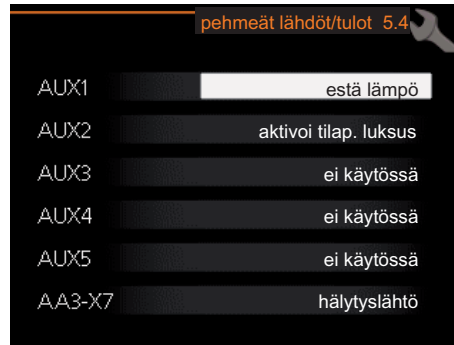 pehmeät lähdöt/tulot 5.4
AUX1 estä lämpö
AUX2 aktivoi tilap. luksus
AUX3 ei käytössä
AUX4 ei käytössä
AUX5 ei käytössä
AA3-X7 hälytyslähtö